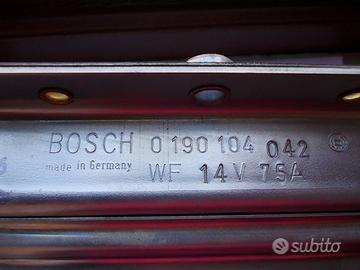 BOSCH 0 190 104 042
made in Germany WF 14V 75A
subito